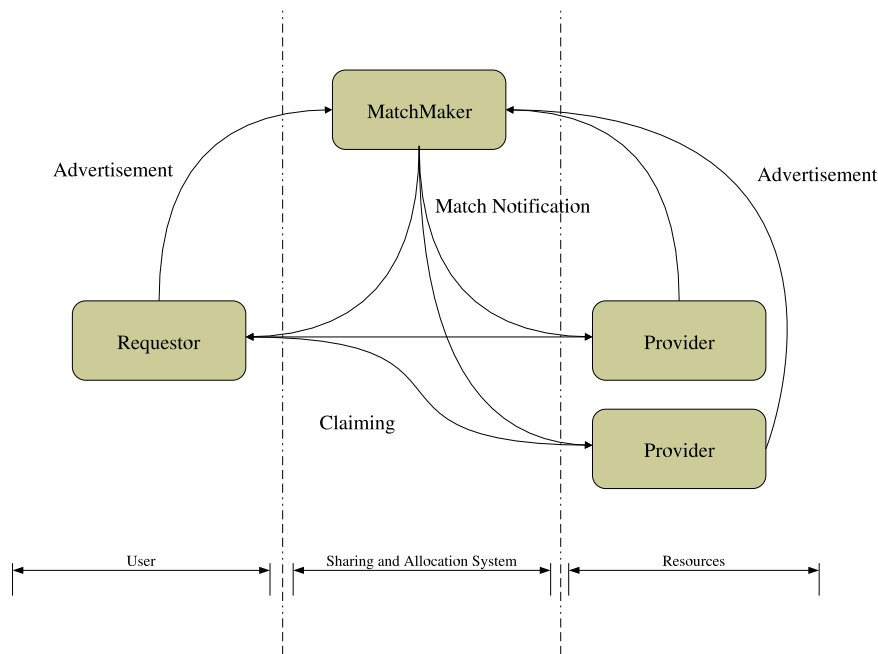 MatchMaker
Advertisement
Advertisement
Match Notification
Requestor
Provider
Claiming
Provider
User
Sharing and Allocation System
Resources